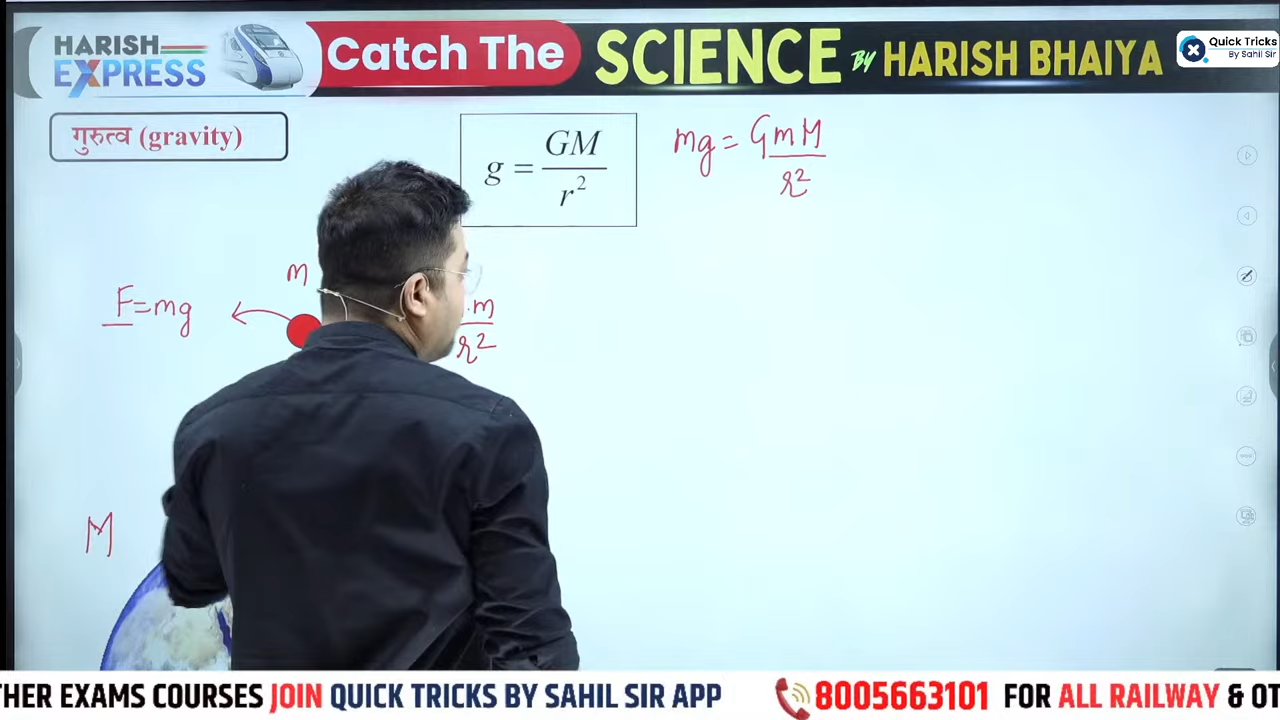 HARISH EXPRESS
Catch The SCIENCE BY HARISH BHAIYA
Quick Tricks
By Sahil Sir
गुरुत्व (gravity)
g = GM / r²
mg = GmM / r²
m
F = mg
.m / r²
M
THER EXAMS COURSES JOIN QUICK TRICKS BY SAHIL SIR APP
8005663101 FOR ALL RAILWAY & OT